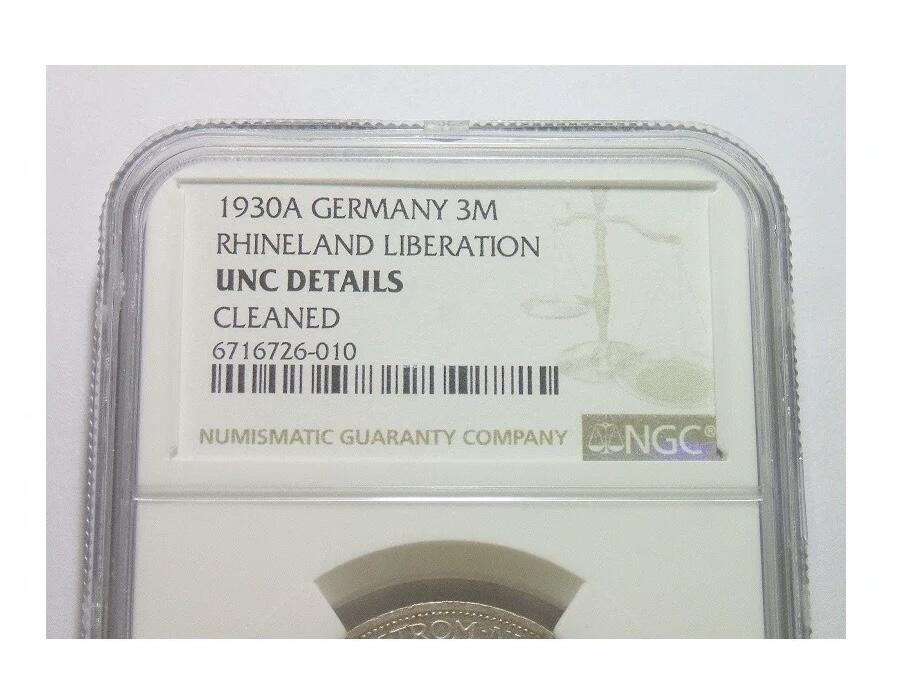 1930A GERMANY 3M
RHINELAND LIBERATION
UNC DETAILS
CLEANED
6716726-010
NUMISMATIC GUARANTY COMPANY
NGC®